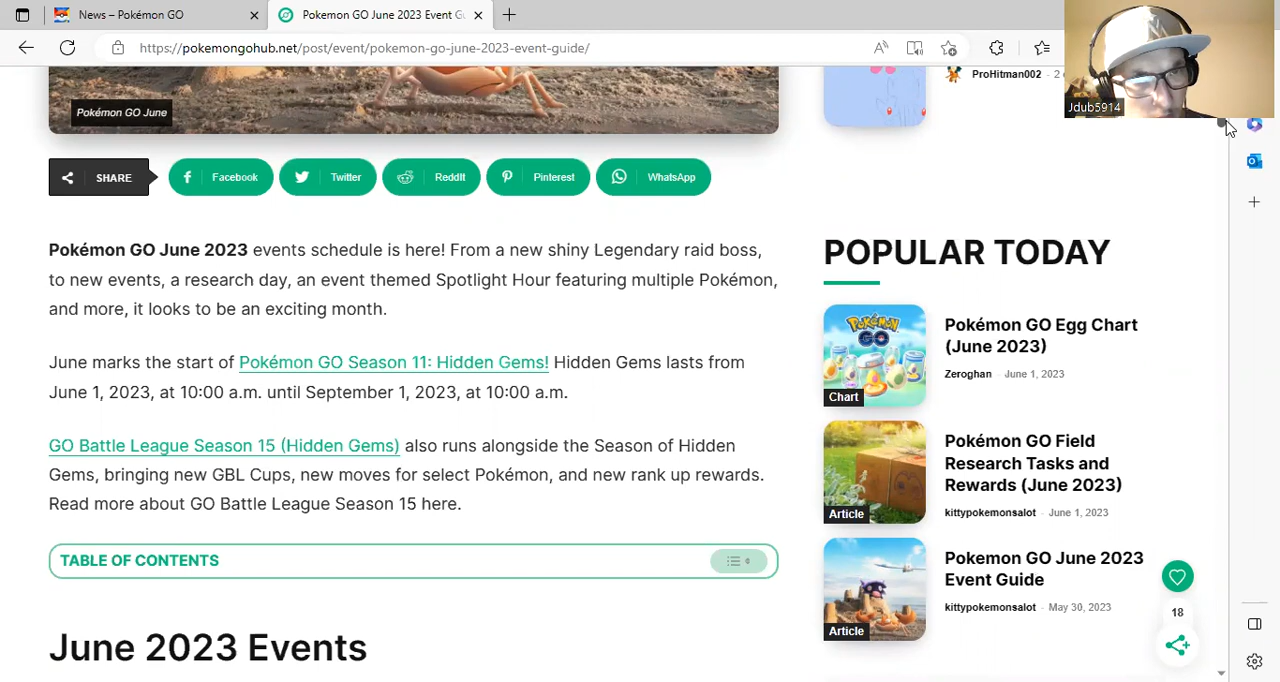 News – Pokémon GO
Pokemon GO June 2023 Event Gu
https://pokemongohub.net/post/event/pokemon-go-june-2023-event-guide/
Jdub5914
ProHitman002 - 2
Pokémon GO June
SHARE
Facebook
Twitter
ReddIt
Pinterest
WhatsApp
Pokémon GO June 2023 events schedule is here! From a new shiny Legendary raid boss,
to new events, a research day, an event themed Spotlight Hour featuring multiple Pokémon,
and more, it looks to be an exciting month.
June marks the start of Pokémon GO Season 11: Hidden Gems! Hidden Gems lasts from
June 1, 2023, at 10:00 a.m. until September 1, 2023, at 10:00 a.m.
GO Battle League Season 15 (Hidden Gems) also runs alongside the Season of Hidden
Gems, bringing new GBL Cups, new moves for select Pokémon, and new rank up rewards.
Read more about GO Battle League Season 15 here.
TABLE OF CONTENTS
June 2023 Events
POPULAR TODAY
Pokémon GO
Chart
Pokémon GO Egg Chart
(June 2023)
Zeroghan - June 1, 2023
Article
Pokémon GO Field
Research Tasks and
Rewards (June 2023)
kittypokemonsalot - June 1, 2023
Article
Pokemon GO June 2023
Event Guide
kittypokemonsalot - May 30, 2023
18